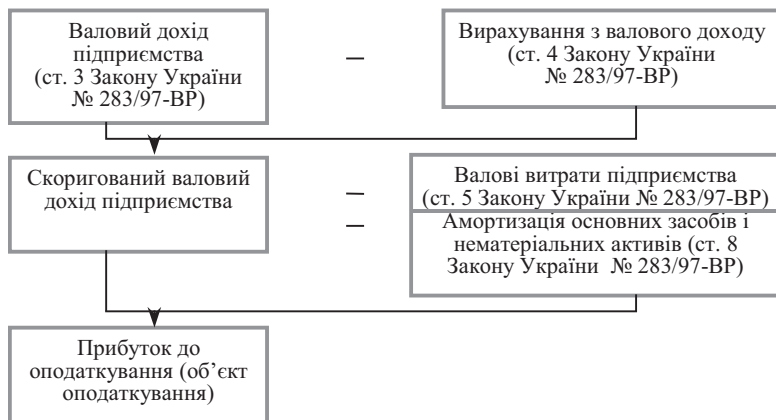 Валовий дохід
підприємства
(ст. 3 Закону України
№ 283/97-ВР)
–
Вирахування з валового доходу
(ст. 4 Закону України
№ 283/97-ВР)
Скоригований валовий
дохід підприємства
–
Валові витрати підприємства
(ст. 5 Закону України № 283/97-ВР)
–
Амортизація основних засобів і
нематеріальних активів (ст. 8
Закону України № 283/97-ВР)
Прибуток до
оподаткування (об’єкт
оподаткування)